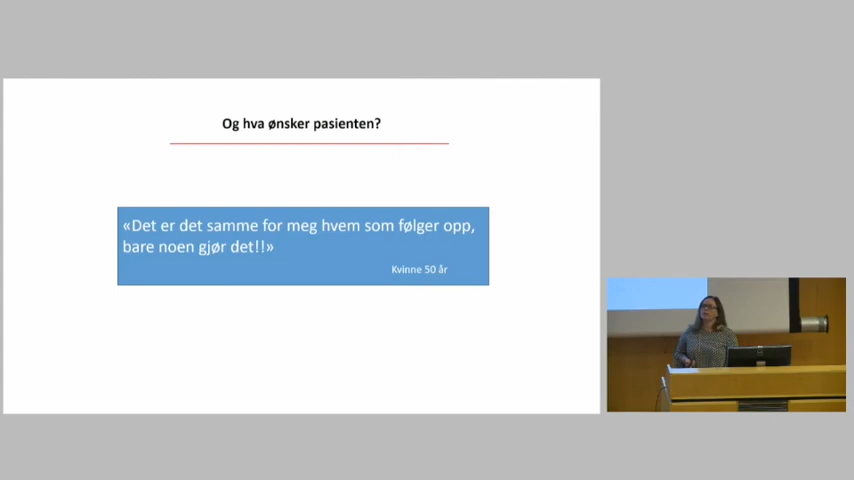 Og hva ønsker pasienten?
«Det er det samme for meg hvem som følger opp,
bare noen gjør det!!»
Kvinne 50 år